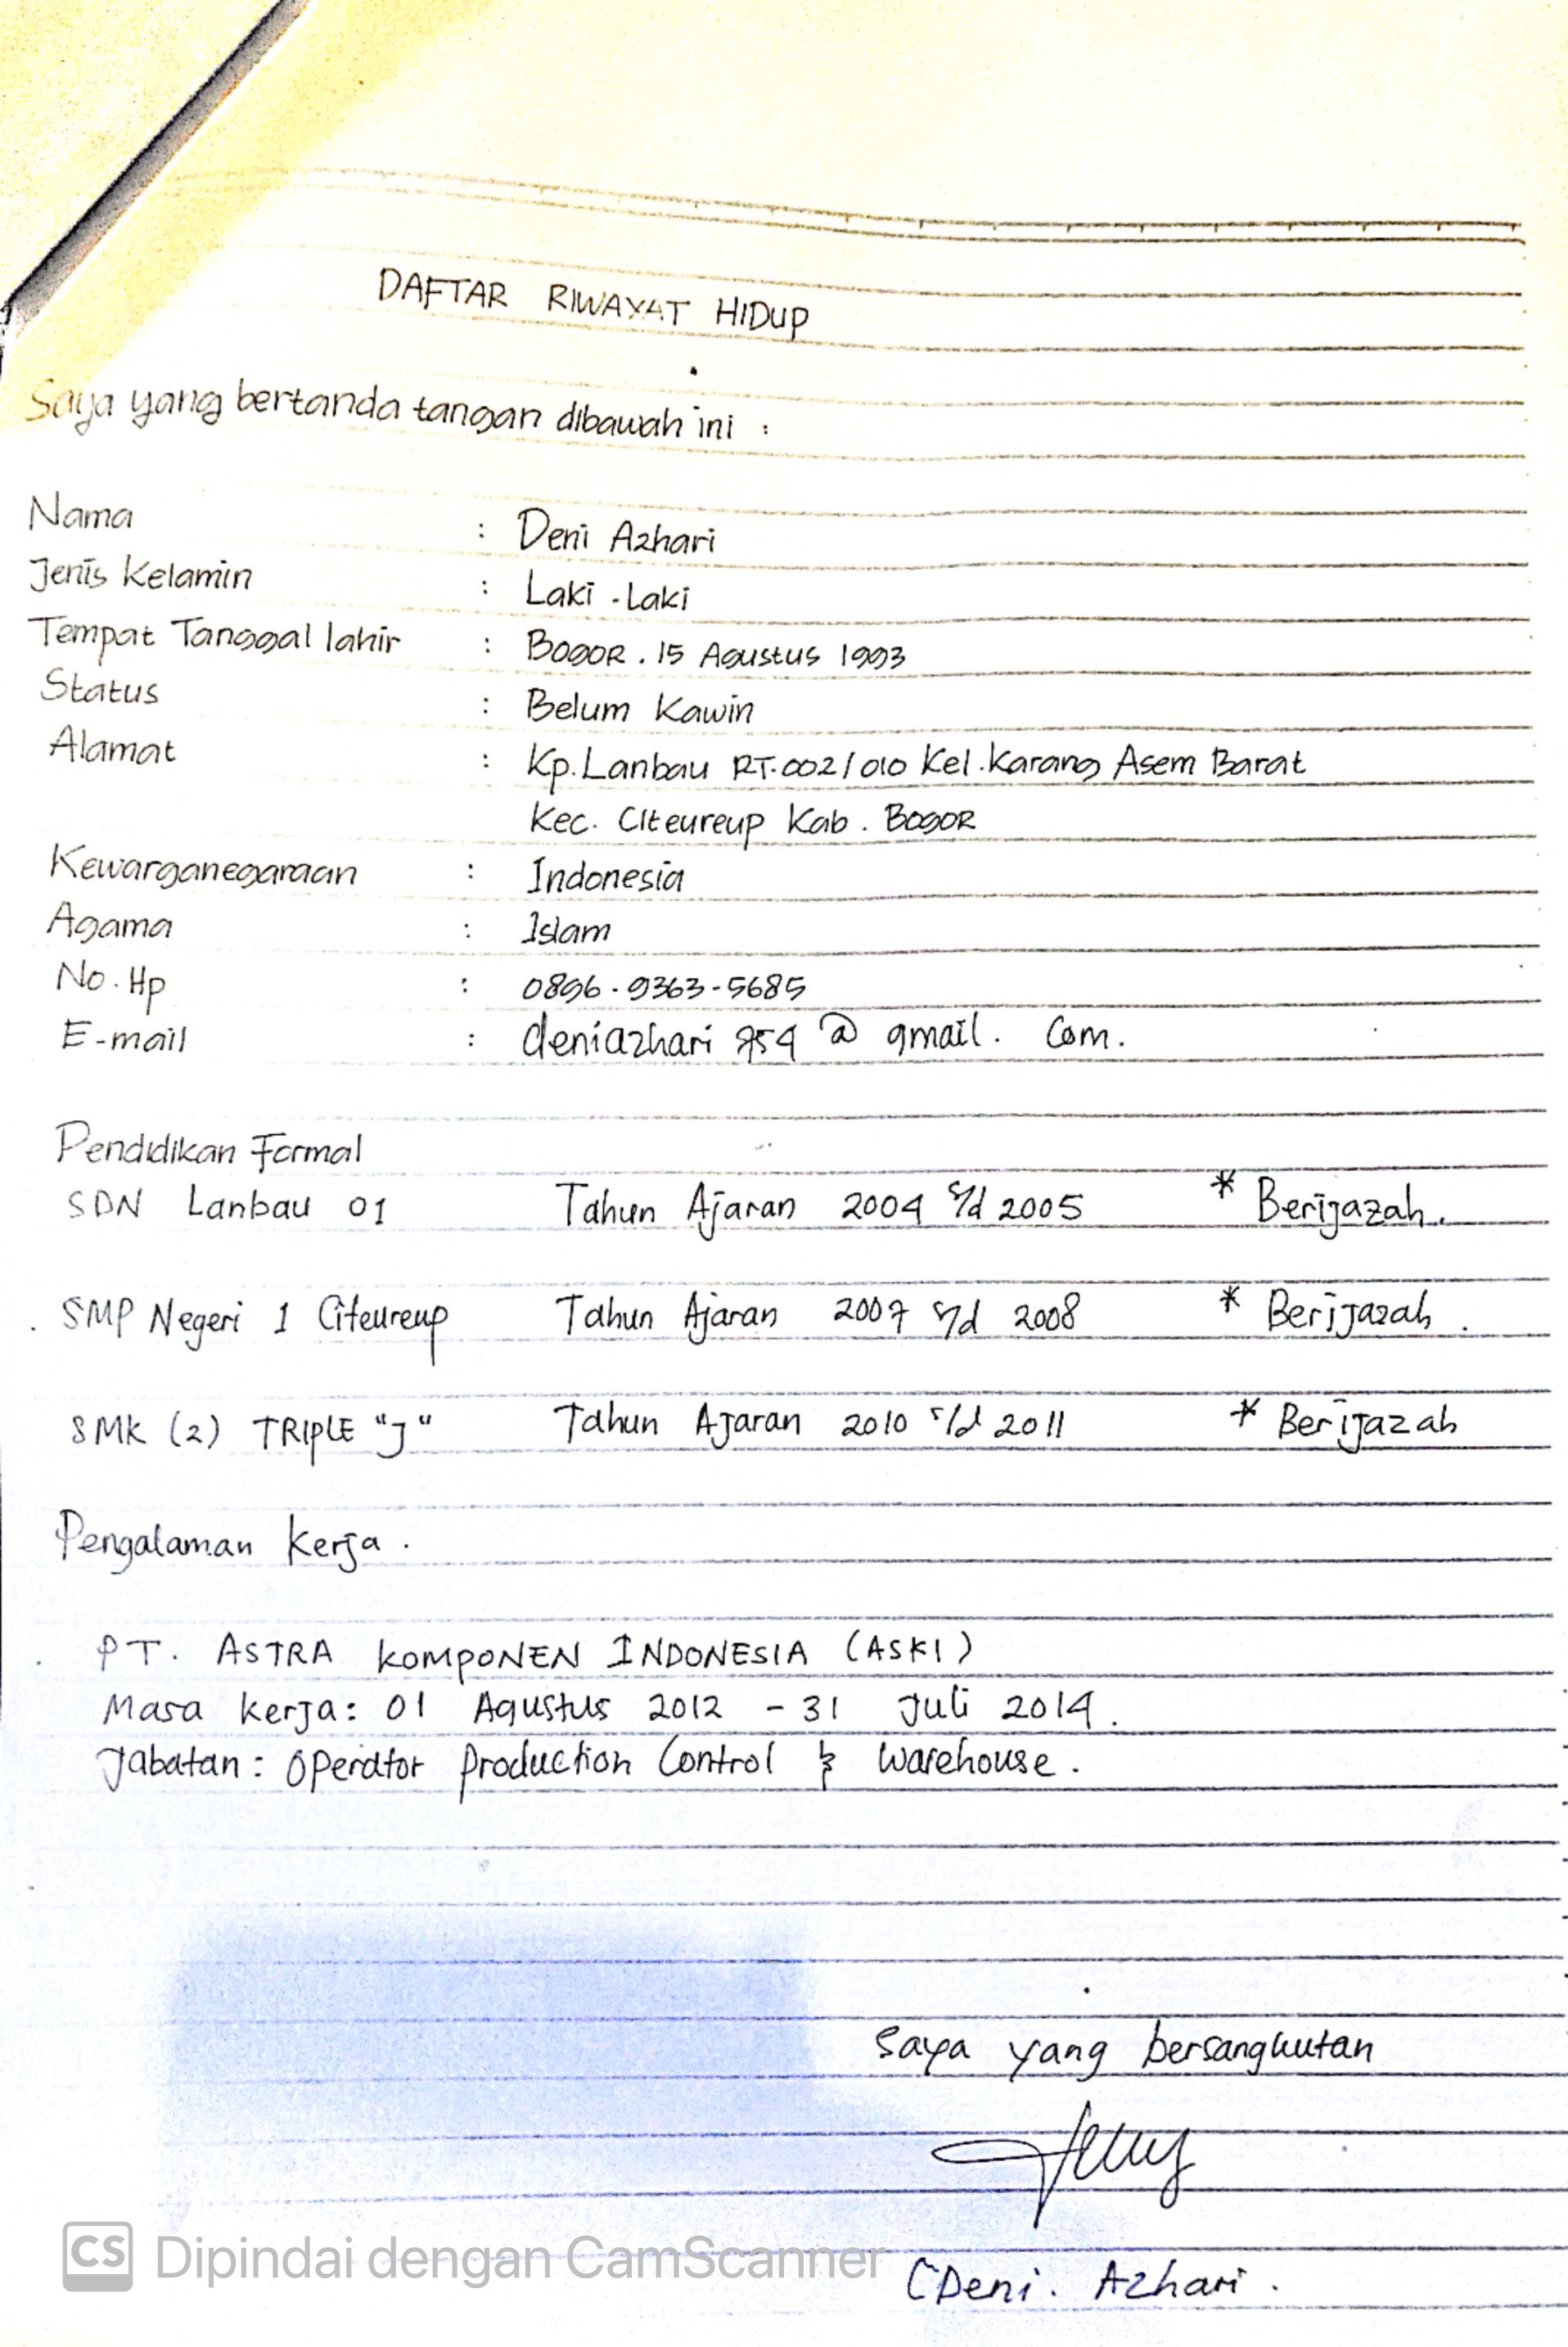 DAFTAR RIWAYAT HIDUP
Saya yang bertanda tangan dibawah ini :
Nama : Deni Azhari
Jenis Kelamin : Laki - Laki
Tempat Tanggal lahir : BOGOR . 15 Agustus 1993
Status : Belum Kawin
Alamat : Kp. Lanbau RT.002/010 Kel. Karang Asem Barat
Kec. Citeureup Kab . BOGOR
Kewarganegaraan : Indonesia
Agama : Islam
No. Hp : 0896 - 9363 - 5685
E-mail : @ gmail. Com.
Pendidikan Formal
SDN Lanbau 01 Tahun Ajaran 2004 s/d 2005 * Berijazah.
SMP Negeri 1 Citeureup Tahun Ajaran 2007 s/d 2008 * Berijazah .
SMK (2) TRIPLE "J" Tahun Ajaran 2010 s/d 2011 * Berijazah
Pengalaman Kerja .
PT. ASTRA KOMPONEN INDONESIA (ASKI)
Masa Kerja: 01 Agustus 2012 - 31 Juli 2014.
Jabatan : Operator Production Control & Warehouse .
Saya yang bersangkutan
(Deni . Azhari .
CS Dipindai dengan CamScanner